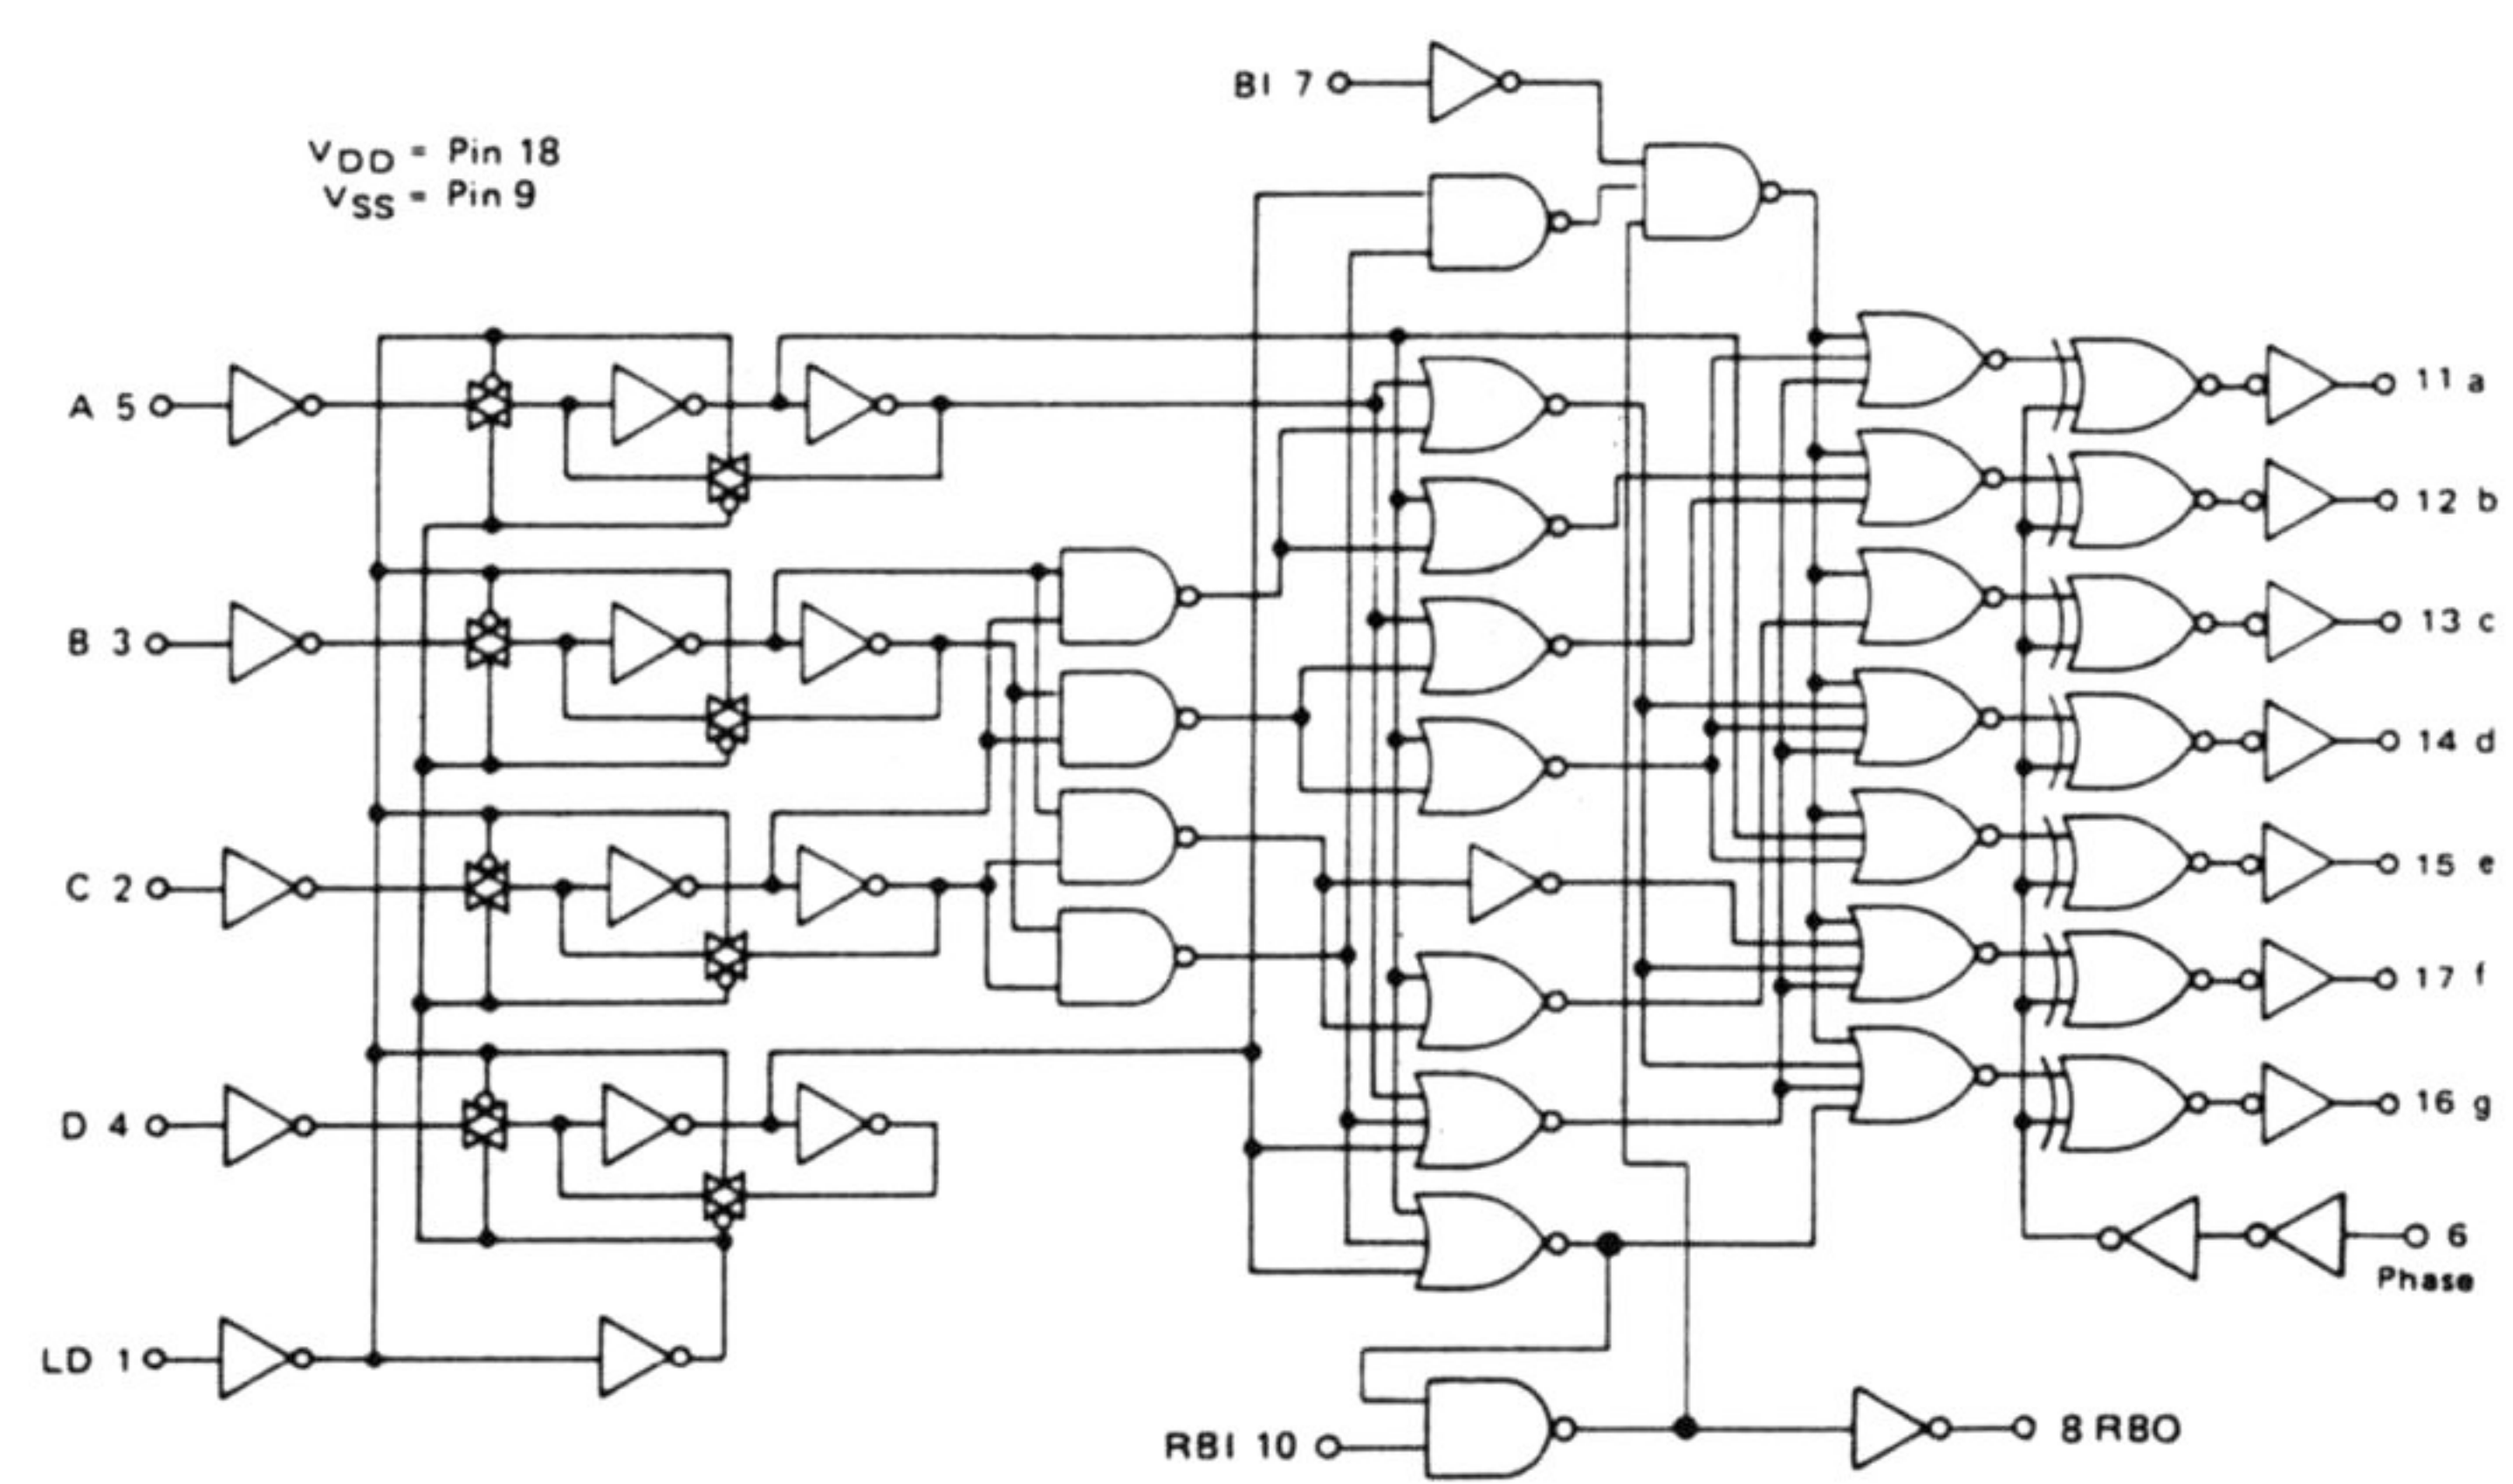 BI 7
VDD = Pin 18
VSS = Pin 9
A 5
11 a
12 b
B 3
13 c
14 d
C 2
15 e
17 f
D 4
16 g
6
Phase
LD 1
RBI 10
8 RBO